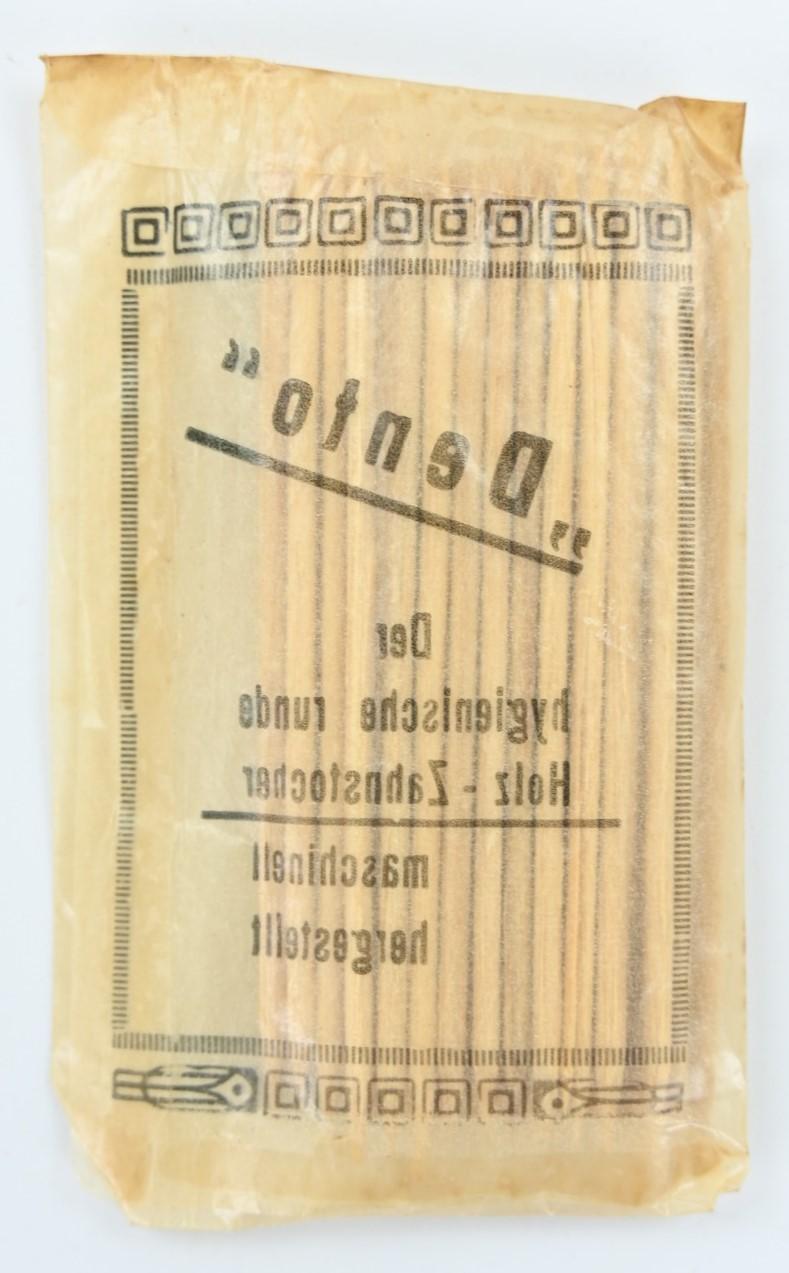 „Dento“
Der
hygienische runde
Holz - Zahnstocher
maschinell
hergestellt